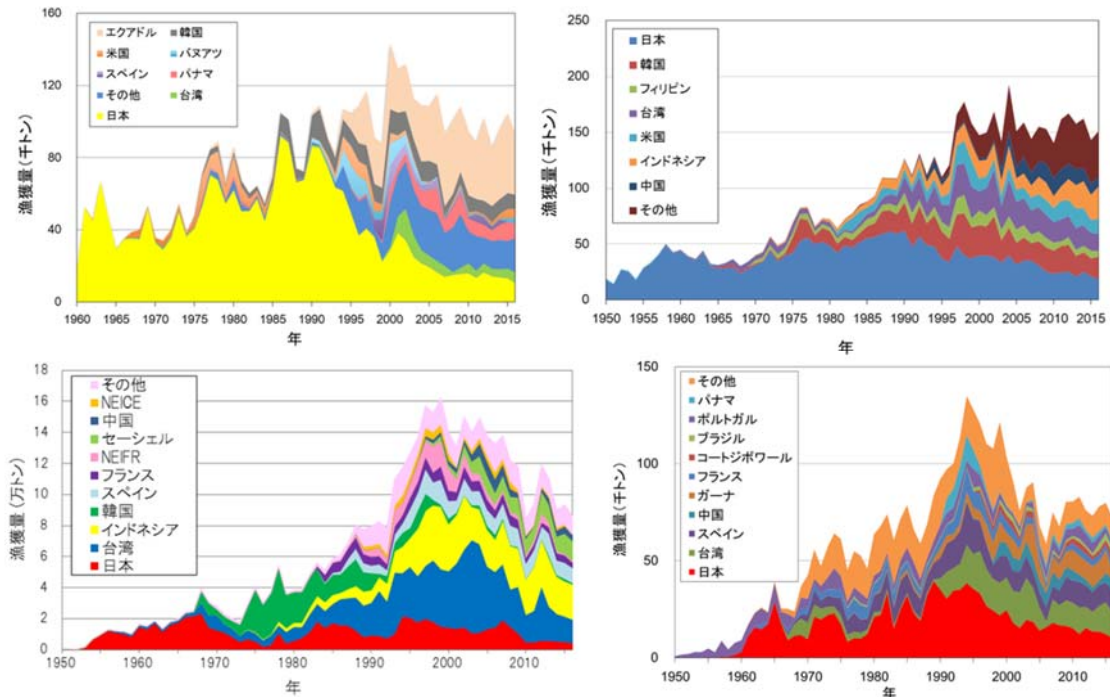 160
120
80
40
0
エクアドル 韓国
米国 バヌアツ
スペイン パナマ
その他 台湾
日本
漁獲量(千トン)
1960 1965 1970 1975 1980 1985 1990 1995 2000 2005 2010 2015
年
250
200
150
100
50
0
日本
韓国
フィリピン
台湾
米国
インドネシア
中国
その他
漁獲量(千トン)
1950 1955 1960 1965 1970 1975 1980 1985 1990 1995 2000 2005 2010 2015
年
18
16
14
12
10
8
6
4
2
0
その他
NEICE
中国
セーシェル
NEIFR
フランス
スペイン
韓国
インドネシア
台湾
日本
漁獲量(万トン)
1950 1960 1970 1980 1990 2000 2010
年
150
100
50
0
その他
パナマ
ポルトガル
ブラジル
コートジボワール
フランス
ガーナ
中国
スペイン
台湾
日本
漁獲量(千トン)
1950 1960 1970 1980 1990 2000 2010
年